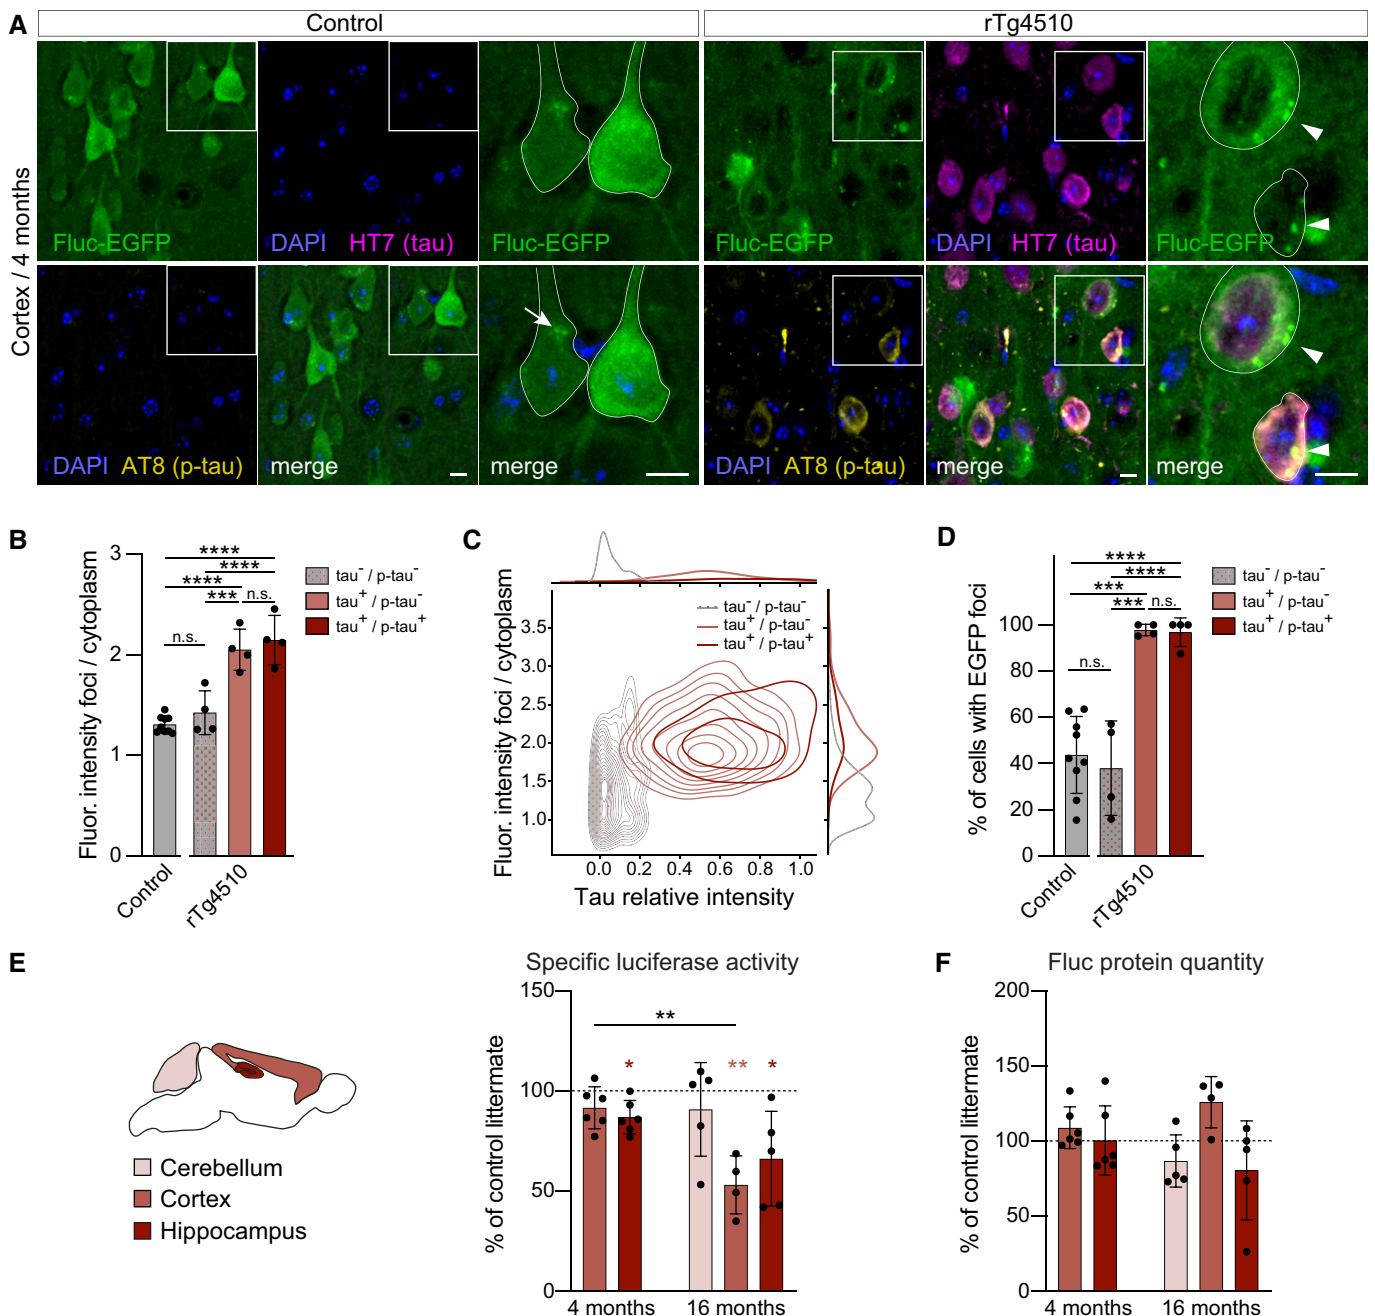 A
Control
rTg4510
Cortex / 4 months
Fluc-EGFP
DAPI HT7 (tau)
Fluc-EGFP
Fluc-EGFP
DAPI HT7 (tau)
Fluc-EGFP
DAPI AT8 (p-tau)
merge
merge
DAPI AT8 (p-tau)
merge
merge
B
Fluor. intensity foci / cytoplasm
3
2
1
0
****
****
****
*** n.s.
n.s.
Control
rTg4510
tau- / p-tau-
tau+ / p-tau-
tau+ / p-tau+
C
Fluor. intensity foci / cytoplasm
3.5
3.0
2.5
2.0
1.5
1.0
0.0 0.2 0.4 0.6 0.8 1.0
Tau relative intensity
tau- / p-tau-
tau+ / p-tau-
tau+ / p-tau+
D
% of cells with EGFP foci
100
80
60
40
20
0
****
****
***
*** n.s.
n.s.
Control
rTg4510
tau- / p-tau-
tau+ / p-tau-
tau+ / p-tau+
E
Cerebellum
Cortex
Hippocampus
Specific luciferase activity
% of control littermate
150
100
50
0
**
* ** *
4 months 16 months
F
Fluc protein quantity
% of control littermate
200
150
100
50
0
4 months 16 months